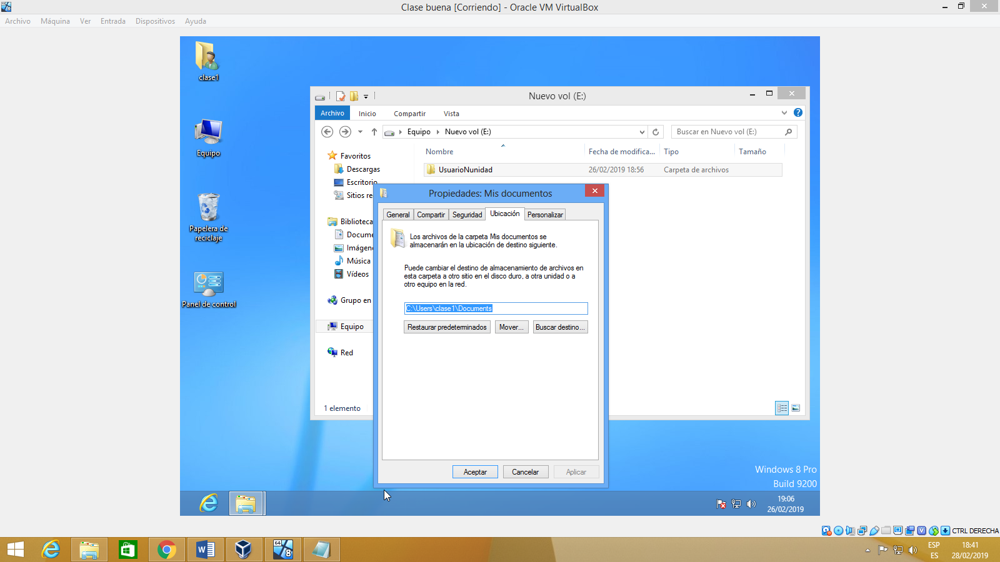 Clase buena [Corriendo] - Oracle VM VirtualBox
Archivo Máquina Ver Entrada Dispositivos Ayuda
clase1
Equipo
Papelera de
reciclaje
Panel de control
Nuevo vol (E:)
Archivo Inicio Compartir Vista
Equipo Nuevo vol (E:)
Buscar en Nuevo vol (E:)
Nombre Fecha de modifica... Tipo Tamaño
UsuarioNunidad 26/02/2019 18:56 Carpeta de archivos
Favoritos
Descargas
Escritorio
Sitios re
Biblioteca
Docume
Imágen
Música
Vídeos
Grupo en
Equipo
Red
1 elemento
Propiedades: Mis documentos
General Compartir Seguridad Ubicación Personalizar
Los archivos de la carpeta Mis documentos se
almacenarán en la ubicación de destino siguiente.
Puede cambiar el destino de almacenamiento de archivos en
esta carpeta a otro sitio en el disco duro, a otra unidad o a
otro equipo en la red.
C:\Users\clase1\Documents
Restaurar predeterminados Mover... Buscar destino...
Aceptar Cancelar Aplicar
Windows 8 Pro
Build 9200
19:06
26/02/2019
CTRL DERECHA
64
8
ESP
ES
18:41
28/02/2019